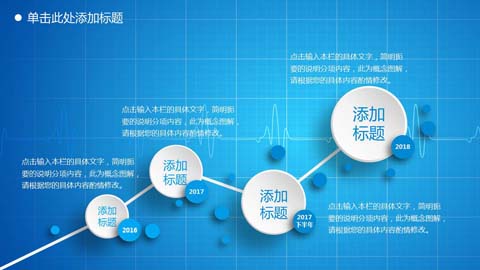 单击此处添加标题
点击输入本栏的具体文字，简明扼
要的说明分项内容，此为概念图解，
请根据您的具体内容酌情修改。
添加
标题
2018
点击输入本栏的具体文字，简明扼
要的说明分项内容，此为概念图解，
请根据您的具体内容酌情修改。
添加
标题
2017
点击输入本栏的具体文字，简明扼
要的说明分项内容，此为概念图解，
请根据您的具体内容酌情修改。
添加
标题
2016
添加
标题
2017
下半年
点击输入本栏的具体文字，简明扼
要的说明分项内容，此为概念图解，
请根据您的具体内容酌情修改。